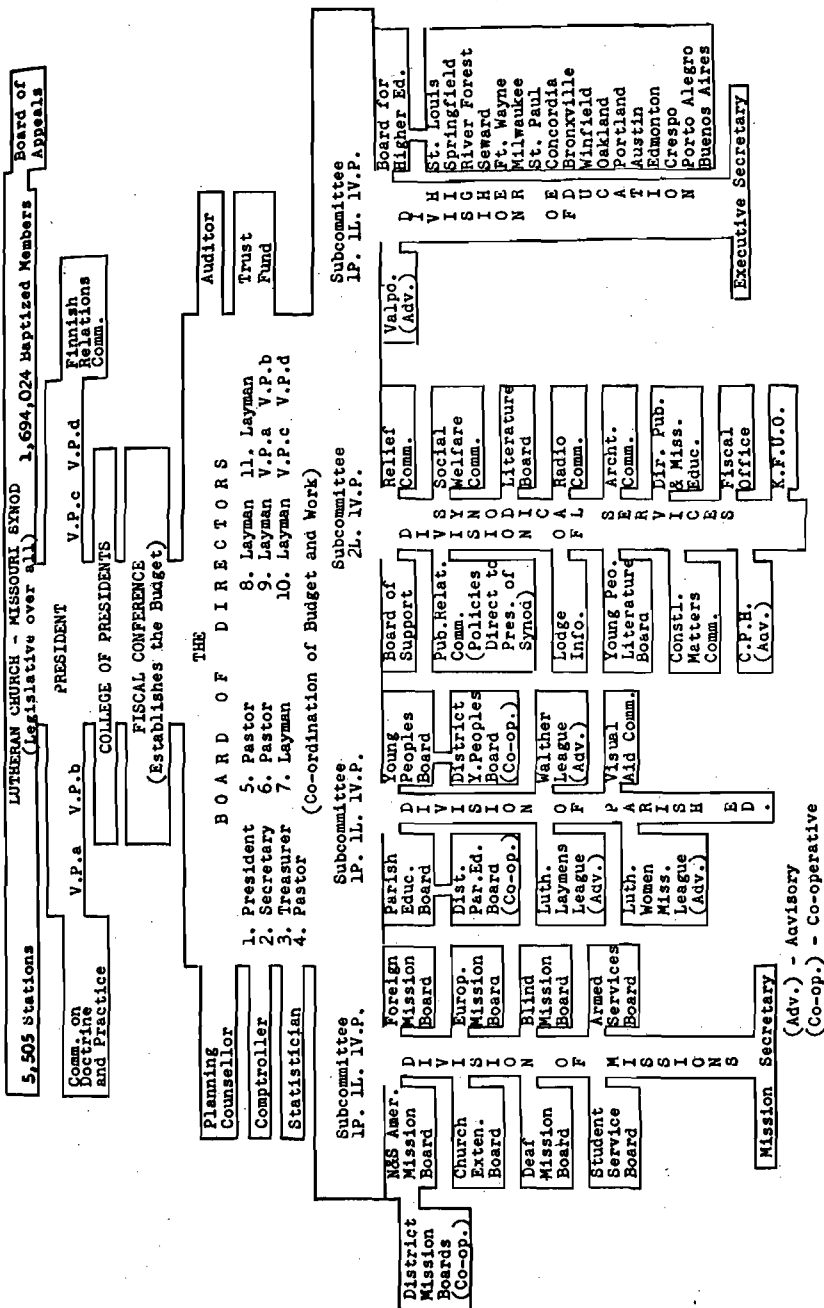 LUTHERAN CHURCH - MISSOURI SYNOD
5,505 Stations (Legislative over all) 1,694,024 Baptized Members
Board of
Appeals
PRESIDENT
V.P.a V.P.b
V.P.c V.P.d
Comm. on
Doctrine
and Practice
Finnish
Relations
Comm.
COLLEGE OF PRESIDENTS
FISCAL CONFERENCE
(Establishes the Budget)
Planning
Counsellor
Comptroller
Statistician
THE
BOARD OF DIRECTORS
1. President
2. Secretary
3. Treasurer
4. Pastor
5. Pastor
6. Pastor
7. Layman
8. Layman 11. Layman
9. Layman V.P.a V.P.b
10. Layman V.P.c V.P.d
(Co-ordination of Budget and Work)
Auditor
Trust
Fund
Subcommittee
1P. 1L. 1V.P.
Subcommittee
1P. 1L. 1V.P.
Subcommittee
2L. 1V.P.
Subcommittee
1P. 1L. 1V.P.
District
Mission
Boards
(Co-op.)
N&S Amer.
Mission
Board
Church
Exten.
Board
Deaf
Mission
Board
Student
Service
Board
DIVISION OF MISSIONS
Foreign
Mission
Board
Europ.
Mission
Board
Blind
Mission
Board
Armed
Services
Board
Mission Secretary
Parish
Educ.
Board
Dist.
Par.Ed.
Board
(Co-op.)
Luth.
Laymens
League
(Adv.)
Luth.
Women
Miss.
League
(Adv.)
DIVISION OF PARISH ED.
Young
Peoples
Board
District
Y.Peoples
Board
(Co-op.)
Walther
League
(Adv.)
Visual
Aid Comm.
Board of
Support
Pub.Relat.
Comm.
(Policies
Direct to
Pres. of
Synod)
Lodge
Info.
Young Peo.
Literature
Board
Constl.
Matters
Comm.
C.P.H.
(Adv.)
DIVISION OF SYNODICAL SERVICES
Relief
Comm.
Social
Welfare
Comm.
Literature
Board
Radio
Comm.
Archt.
Comm.
Dir. Pub.
& Miss.
Educ.
Fiscal
Office
K.F.U.O.
Valpo.
(Adv.)
DIVISION OF HIGHER EDUCATION
Board for
Higher Ed.
St. Louis
Springfield
River Forest
Seward
Ft. Wayne
Milwaukee
St. Paul
Concordia
Bronxville
Winfield
Oakland
Portland
Austin
Edmonton
Crespo
Porto Alegro
Buenos Aires
Executive Secretary
(Adv.) - Advisory
(Co-op.) - Co-operative